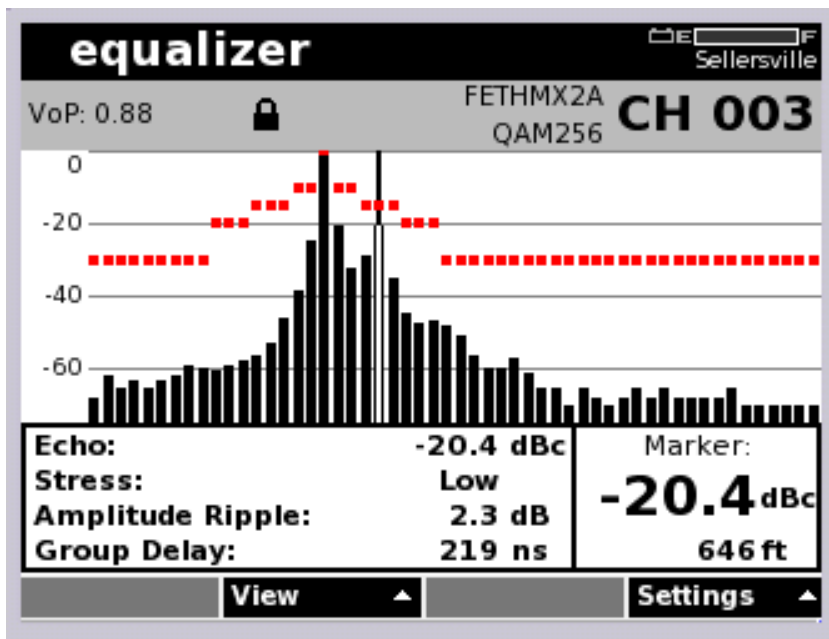 equalizer
E F
Sellersville
VoP: 0.88
FETHMX2A
QAM256
CH 003
0
-20
-40
-60
Echo: -20.4 dBc
Stress: Low
Amplitude Ripple: 2.3 dB
Group Delay: 219 ns
Marker:
-20.4 dBc
646 ft
View
Settings